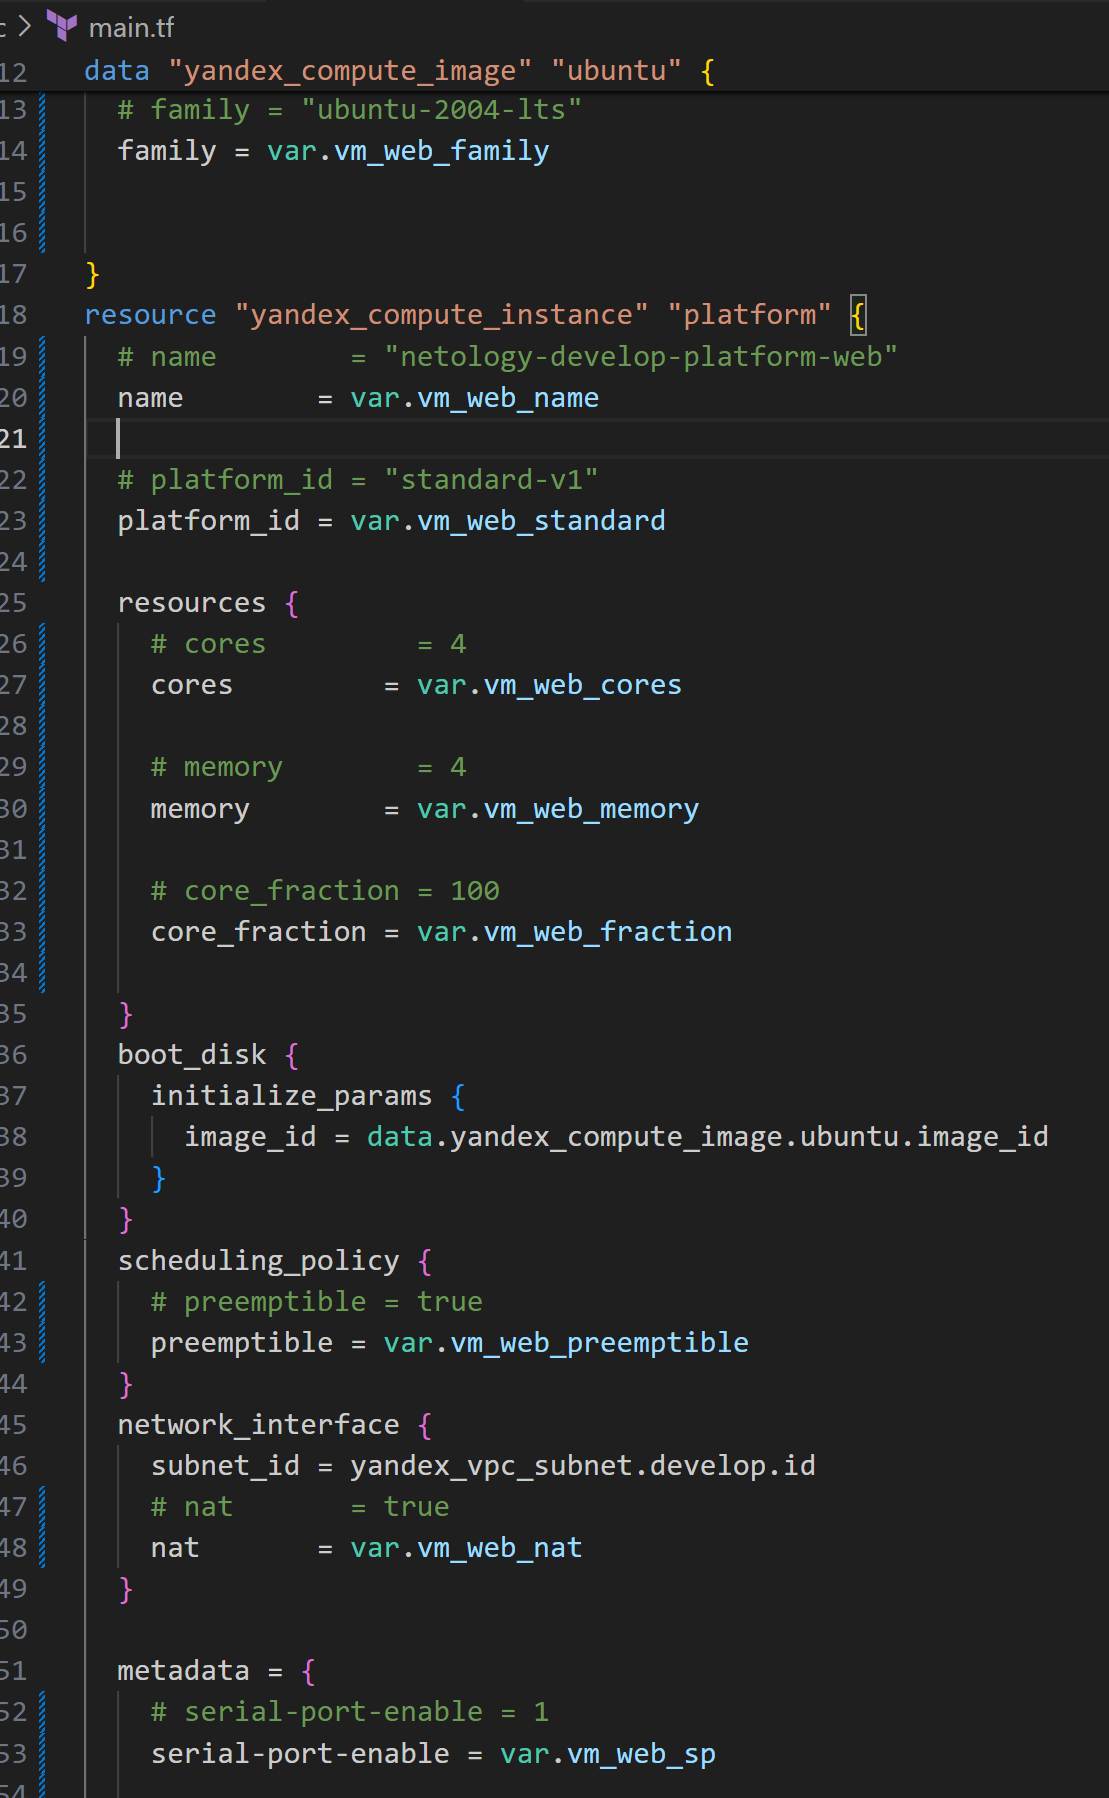 c > main.tf
12 data "yandex_compute_image" "ubuntu" {
13 # family = "ubuntu-2004-lts"
14 family = var.vm_web_family
15
16
17 }
18 resource "yandex_compute_instance" "platform" {
19 # name        = "netology-develop-platform-web"
20 name        = var.vm_web_name
21
22 # platform_id = "standard-v1"
23 platform_id = var.vm_web_standard
24
25 resources {
26 # cores         = 4
27 cores         = var.vm_web_cores
28
29 # memory        = 4
30 memory        = var.vm_web_memory
31
32 # core_fraction = 100
33 core_fraction = var.vm_web_fraction
34
35 }
36 boot_disk {
37 initialize_params {
38 image_id = data.yandex_compute_image.ubuntu.image_id
39 }
40 }
41 scheduling_policy {
42 # preemptible = true
43 preemptible = var.vm_web_preemptible
44 }
45 network_interface {
46 subnet_id = yandex_vpc_subnet.develop.id
47 # nat       = true
48 nat       = var.vm_web_nat
49 }
50
51 metadata = {
52 # serial-port-enable = 1
53 serial-port-enable = var.vm_web_sp
54